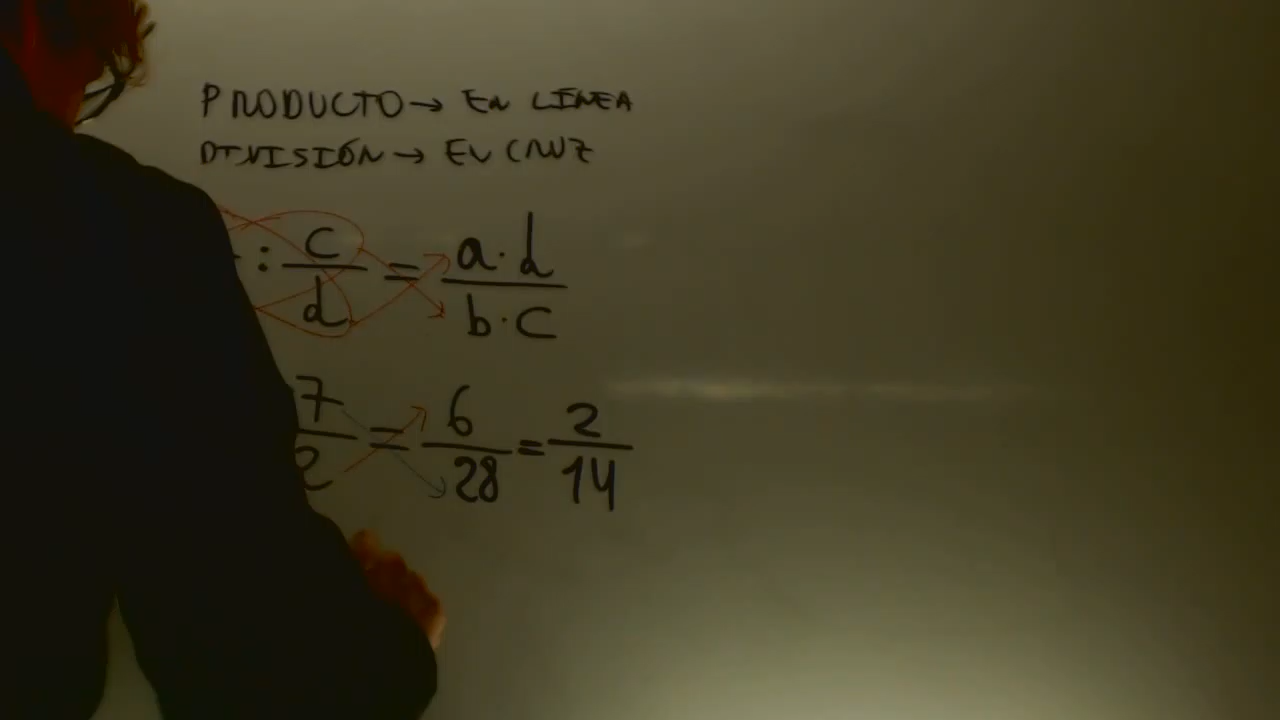 PRODUCTO → EN LÍNEA
DIVISIÓN → EN CRUZ
: c/d = a·d/b·c
7/2 = 6/28 = 2/14